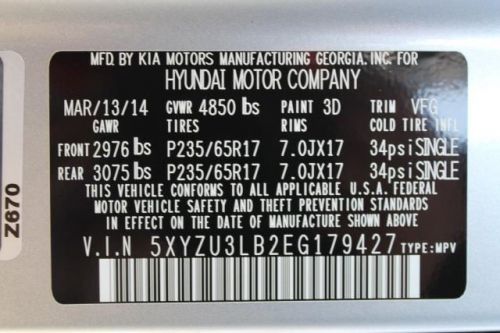 MFD. BY KIA MOTORS MANUFACTURING GEORGIA. INC. FOR
HYUNDAI MOTOR COMPANY
MAR/13/14 GVWR 4850 lbs PAINT 3D TRIM VFG
GAWR TIRES RIMS COLD TIRE INFL
FRONT 2976 lbs P235/65R17 7.0JX17 34psi SINGLE
REAR 3075 lbs P235/65R17 7.0JX17 34psi SINGLE
THIS VEHICLE CONFORMS TO ALL APPLICABLE U.S.A. FEDERAL
MOTOR VEHICLE SAFETY AND THEFT PREVENTION STANDARDS
IN EFFECT ON THE DATE OF MANUFACTURE SHOWN ABOVE
V.I.N 5XYZU3LB2EG179427 TYPE:MPV
Z670